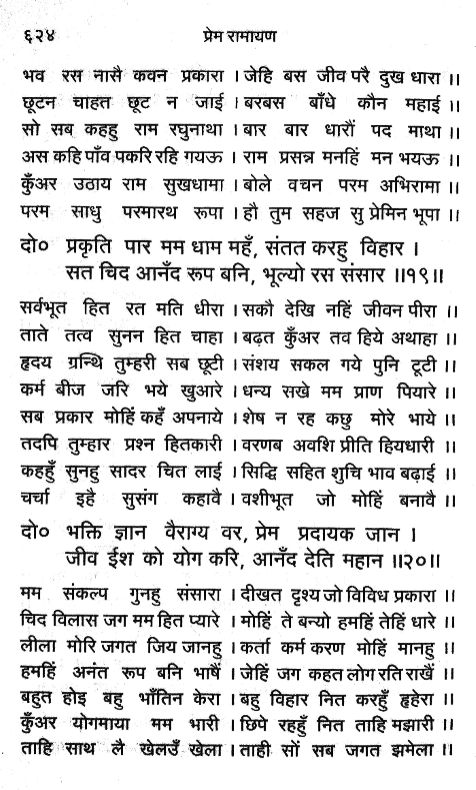 ६२४ प्रेम रामायण
भव रस नासै कवन प्रकारा । जेहि बस जीव परै दुख धारा ।।
छूटन चाहत छूट न जाई । बरबस बाँधे कौन महाई ।।
सो सब कहहु राम रघुनाथा । बार बार धारौं पद माथा ।।
अस कहि पाँव पकरि रहि गयऊ । राम प्रसन्न मनहिं मन भयऊ ।।
कुँअर उठाय राम सुखधामा । बोले वचन परम अभिरामा ।।
परम साधु परमारथ रूपा । हौ तुम सहज सु प्रेमिन भूपा ।।
दो० प्रकृति पार मम धाम महँ, संतत करहु विहार ।
सत चिद आनँद रूप बनि, भूल्यो रस संसार ।।१९।।
सर्वभूत हित रत मति धीरा । सकौ देखि नहिं जीवन पीरा ।।
ताते तत्व सुनन हित चाहा । बढ़त कुँअर तव हिये अथाहा ।।
हृदय ग्रन्थि तुम्हरी सब छूटी । संशय सकल गये पुनि टूटी ।।
कर्म बीज जरि भये खुआरे । धन्य सखे मम प्राण पियारे ।।
सब प्रकार मोहिं कहँ अपनाये । शेष न रह कछु मोरे भाये ।।
तदपि तुम्हार प्रश्न हितकारी । वरणब अवशि प्रीति हियधारी ।।
कहहुँ सुनहु सादर चित लाई । सिद्धि सहित शुचि भाव बढ़ाई ।।
चर्चा इहै सुसंग कहावै । वशीभूत जो मोहिं बनावै ।।
दो० भक्ति ज्ञान वैराग्य वर, प्रेम प्रदायक जान ।
जीव ईश को योग करि, आनँद देति महान ।।२०।।
मम संकल्प गुनहु संसारा । दीखत दृश्य जो विविध प्रकारा ।।
चिद विलास जग मम हित प्यारे । मोहिं ते बन्यो हमहिं तेहिं धारे ।।
लीला मोरि जगत जिय जानहु । कर्ता कर्म करण मोहिं मानहु ।।
हमहिं अनंत रूप बनि भाषैं । जेहिं जग कहत लोग रति राखैं ।।
बहुत होइ बहु भाँतिन केरा । बहु विहार नित करहुँ हृहेरा ।।
कुँअर योगमाया मम भारी । छिपे रहहुँ नित ताहि मझारी ।।
ताहि साथ लै खेलउँ खेला । ताही सों सब जगत झमेला ।।